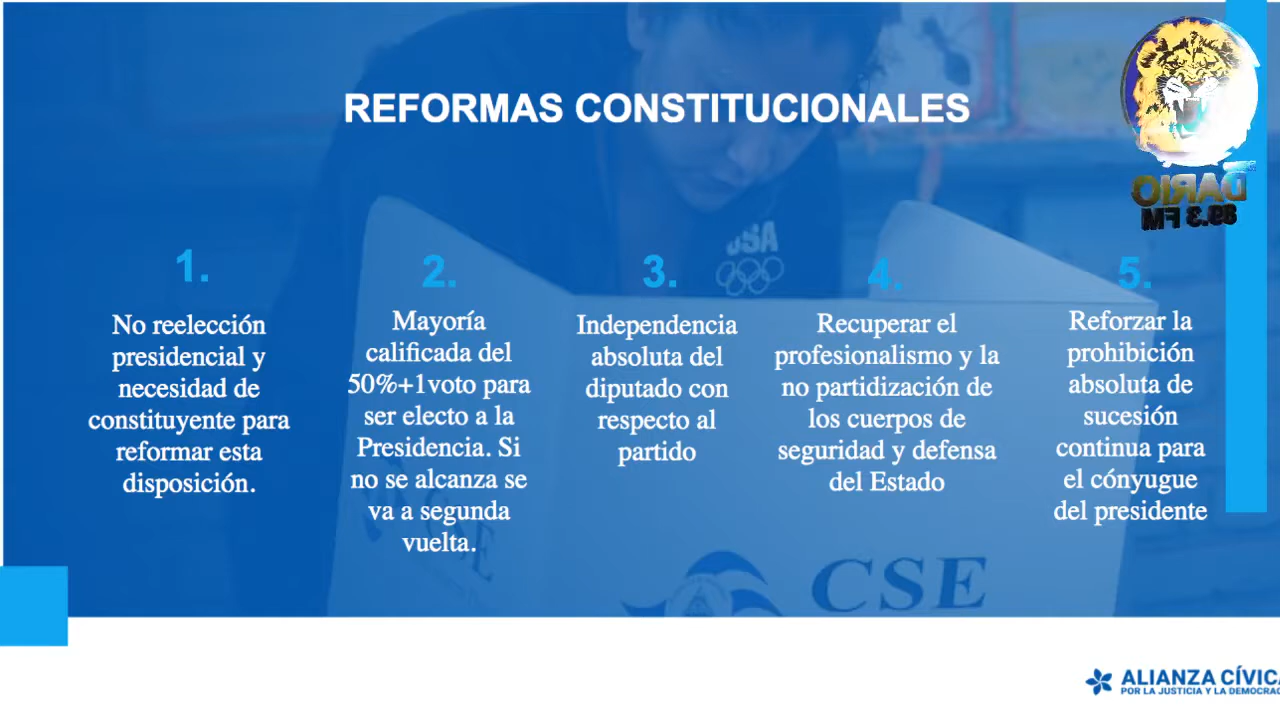 REFORMAS CONSTITUCIONALES
DARIO
89.3 FM
USA
1.
No reelección
presidencial y
necesidad de
constituyente para
reformar esta
disposición.
2.
Mayoría
calificada del
50%+1voto para
ser electo a la
Presidencia. Si
no se alcanza se
va a segunda
vuelta.
3.
Independencia
absoluta del
diputado con
respecto al
partido
4.
Recuperar el
profesionalismo y la
no partidización de
los cuerpos de
seguridad y defensa
del Estado
5.
Reforzar la
prohibición
absoluta de
sucesión
continua para
el cónyugue
del presidente
CSE
CSE
ALIANZA CÍVICA
POR LA JUSTICIA Y LA DEMOCRAC